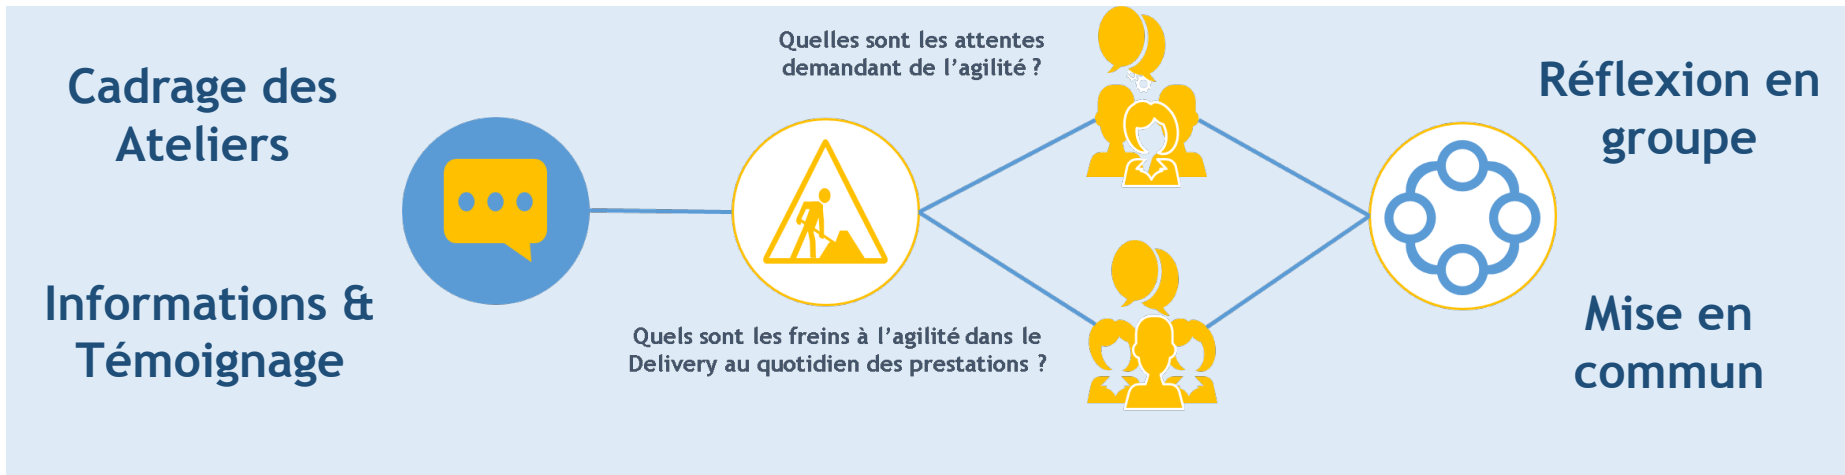 Cadrage des
Ateliers
Informations &
Témoignage
Quelles sont les attentes
demandant de l’agilité ?
Quels sont les freins à l’agilité dans le
Delivery au quotidien des prestations ?
Réflexion en
groupe
Mise en
commun